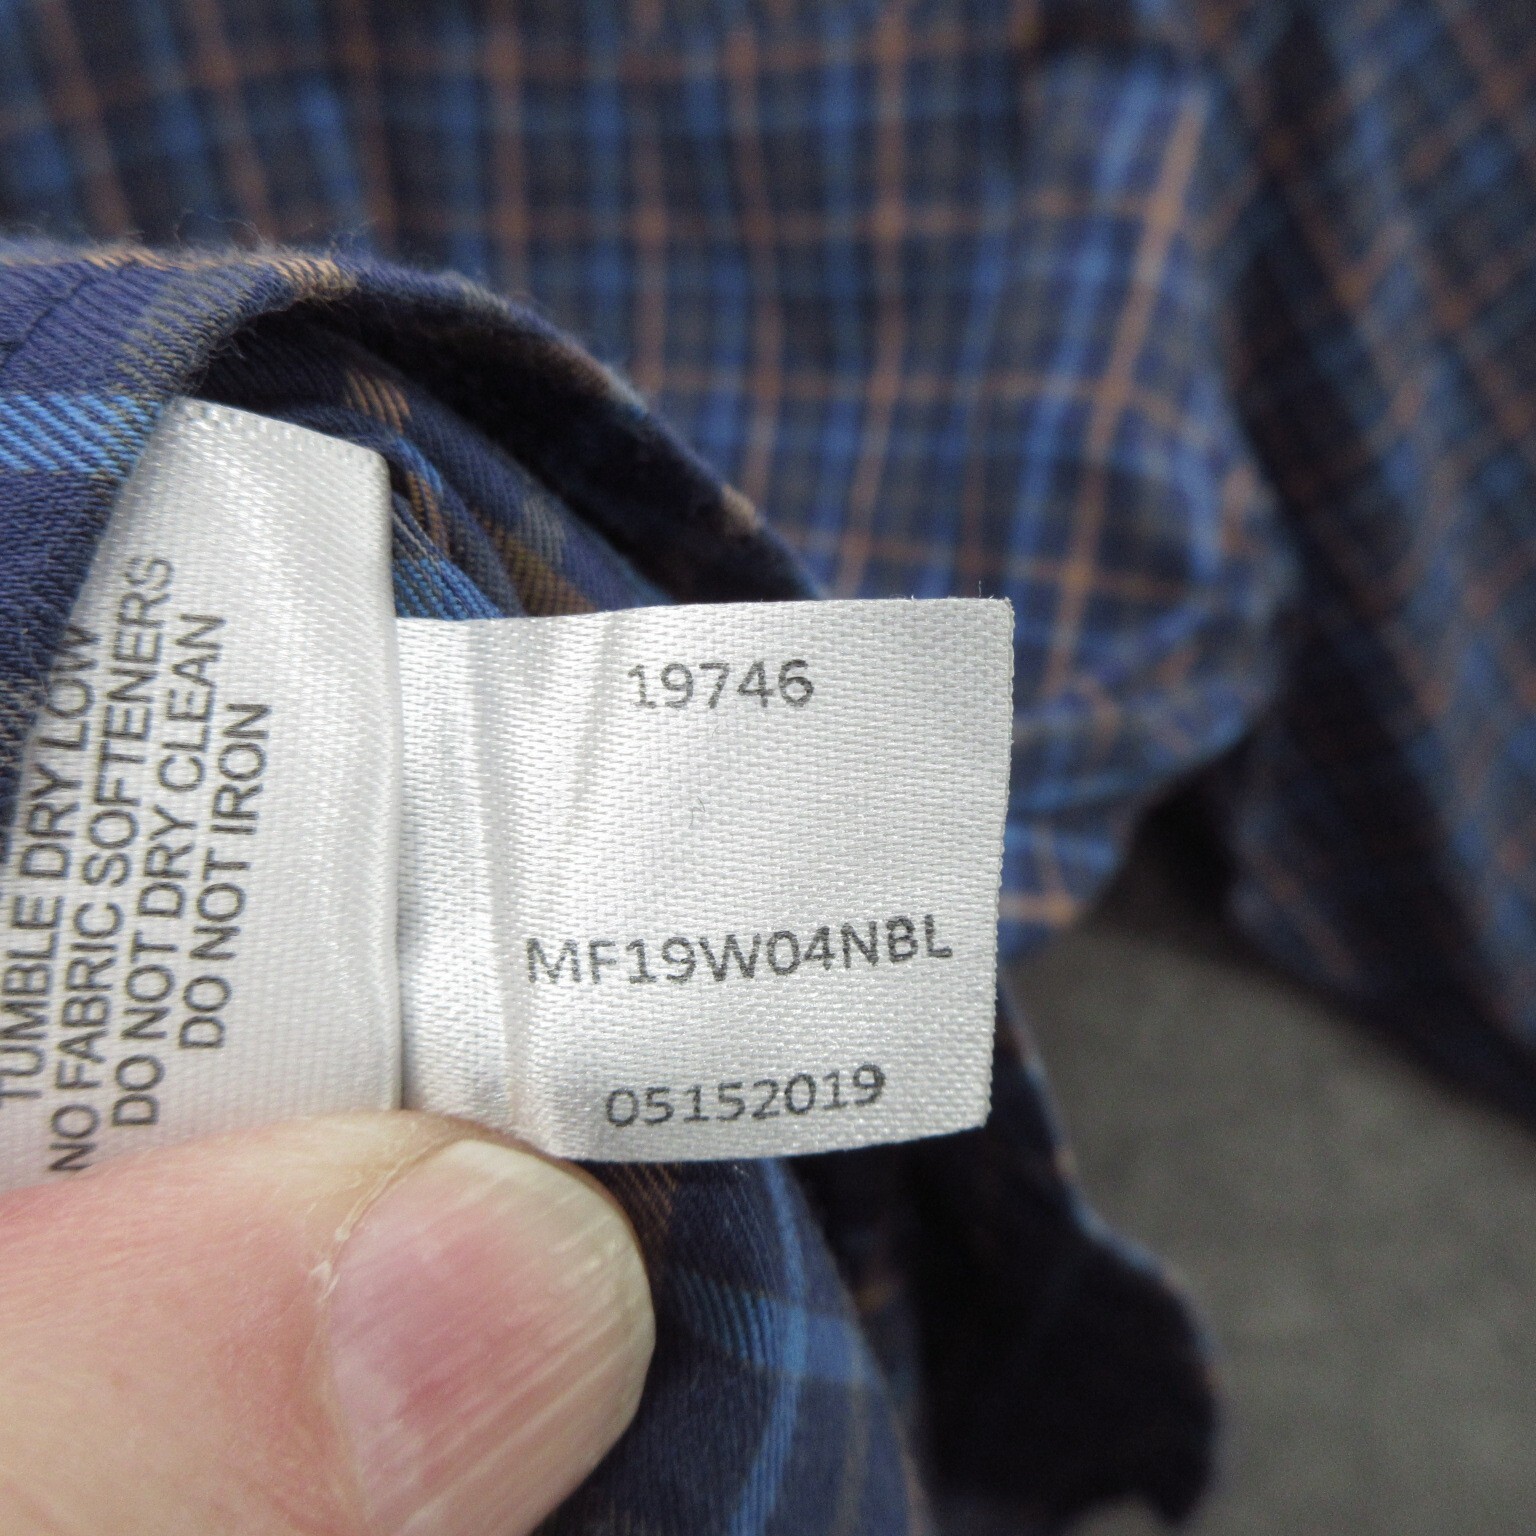 TUMBLE DRY LOW
NO FABRIC SOFTENERS
DO NOT DRY CLEAN
DO NOT IRON
19746
MF19W04NBL
05152019